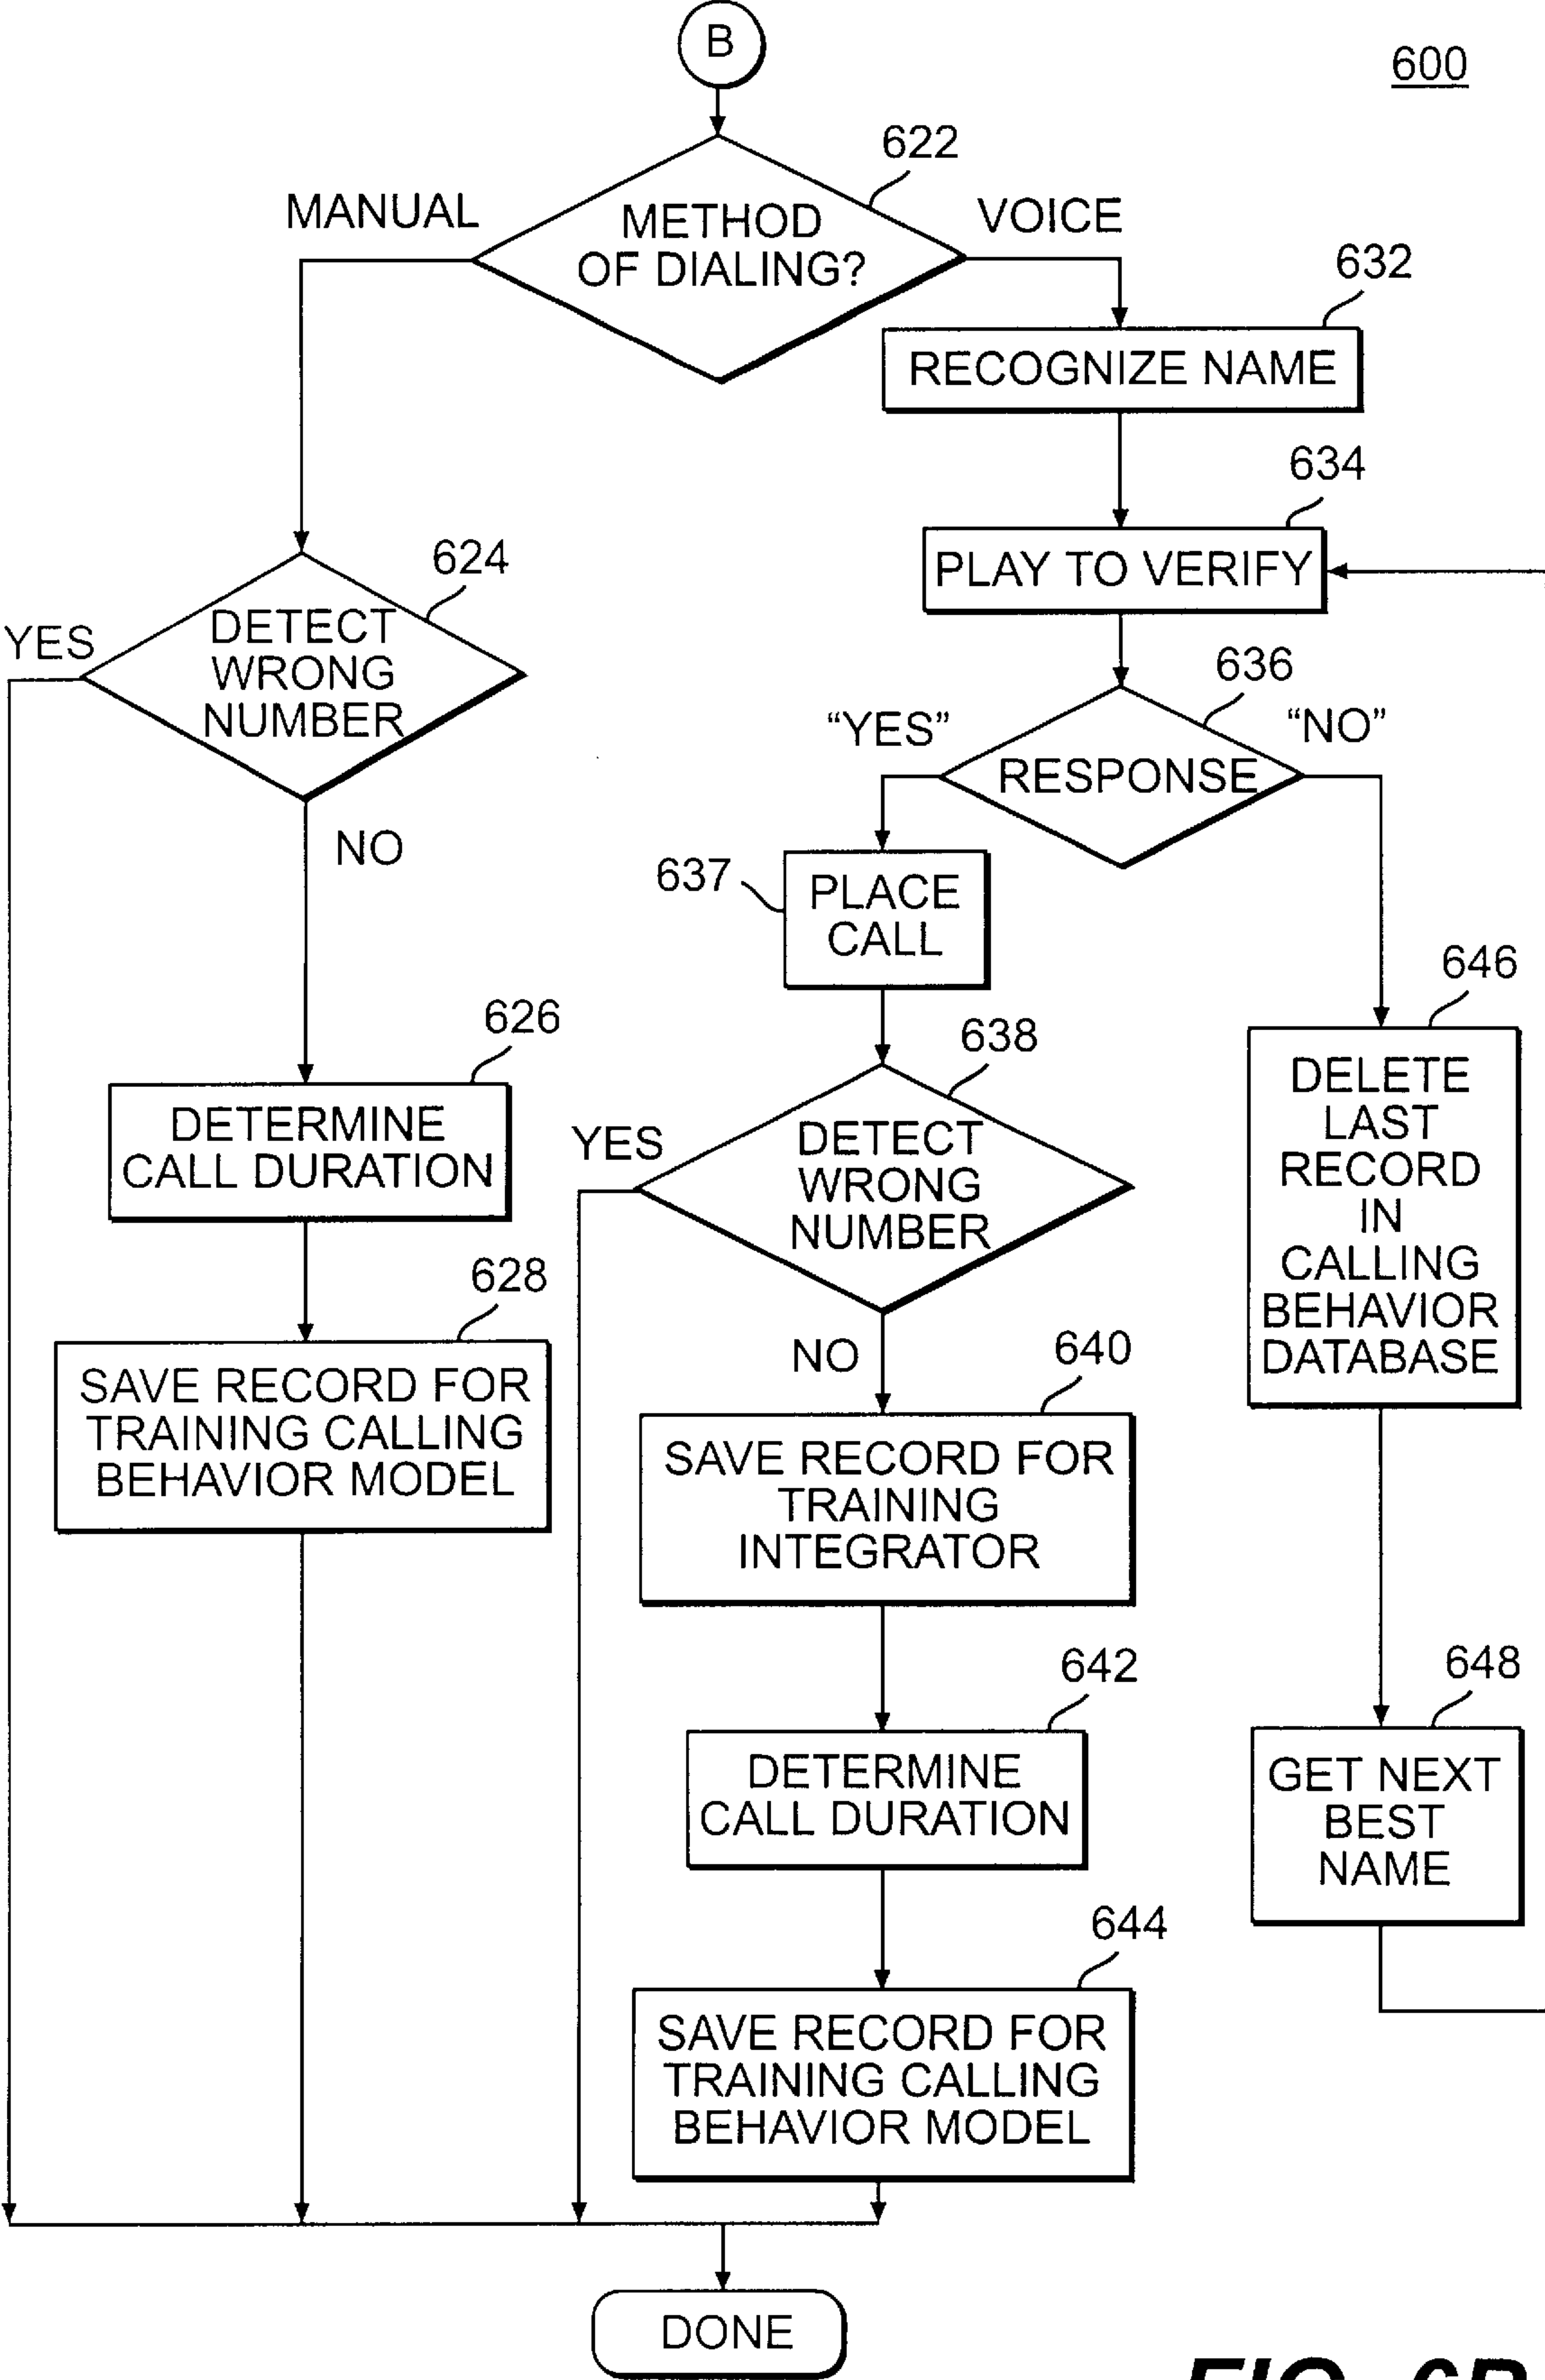 B
600
622
MANUAL
VOICE
METHOD
OF DIALING?
632
RECOGNIZE NAME
634
PLAY TO VERIFY
624
YES
DETECT
WRONG
NUMBER
NO
636
“YES”
“NO”
RESPONSE
637
PLACE
CALL
646
DELETE
LAST
RECORD
IN
CALLING
BEHAVIOR
DATABASE
626
DETERMINE
CALL DURATION
638
YES
DETECT
WRONG
NUMBER
NO
628
SAVE RECORD FOR
TRAINING CALLING
BEHAVIOR MODEL
640
SAVE RECORD FOR
TRAINING
INTEGRATOR
642
DETERMINE
CALL DURATION
648
GET NEXT
BEST
NAME
644
SAVE RECORD FOR
TRAINING CALLING
BEHAVIOR MODEL
DONE
FIG. 6B